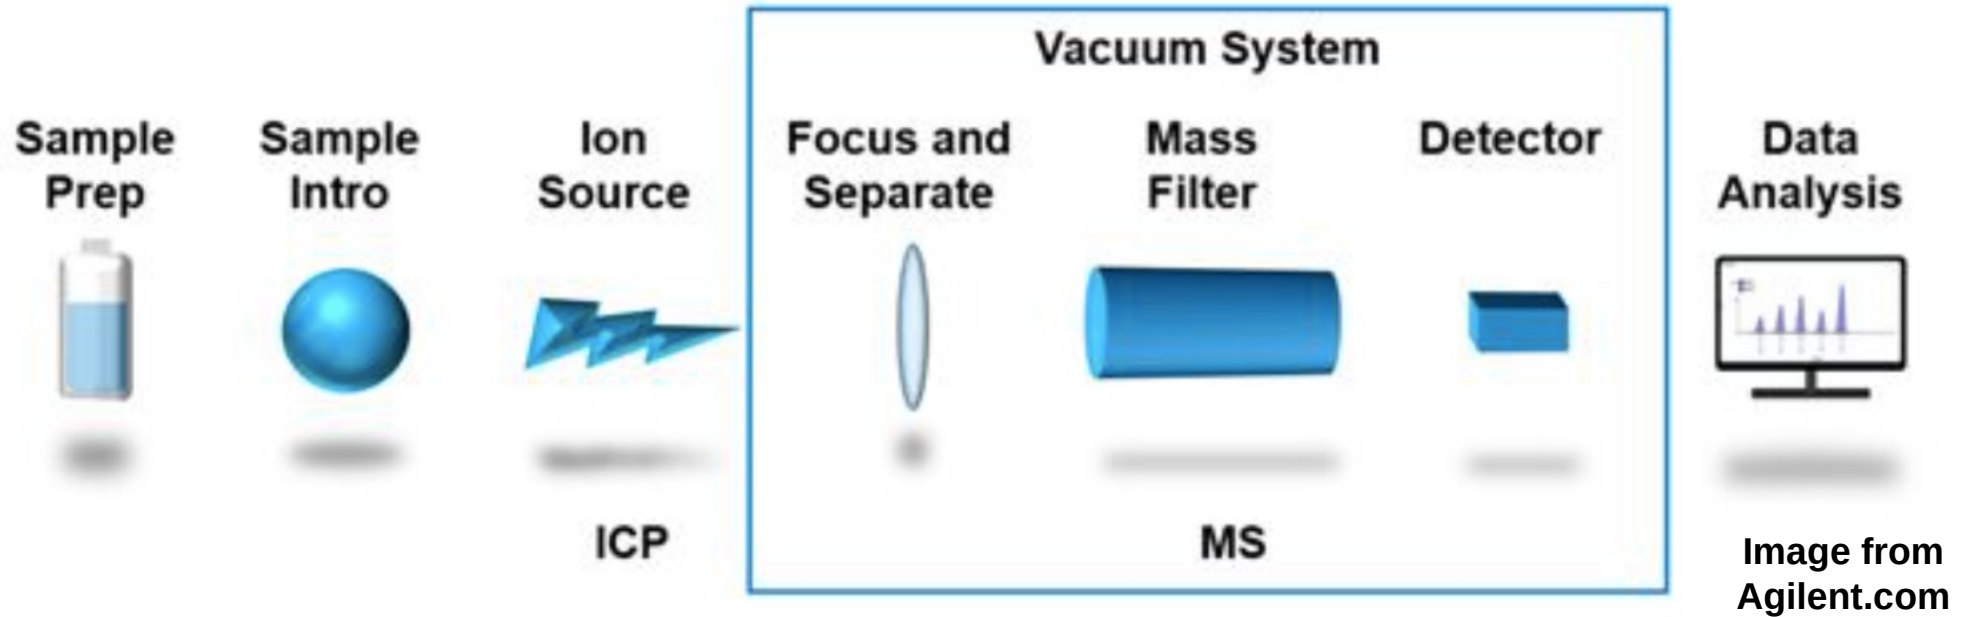 Vacuum System
Sample
Prep
Sample
Intro
Ion
Source
Focus and
Separate
Mass
Filter
Detector
Data
Analysis
ICP
MS
Image from
Agilent.com